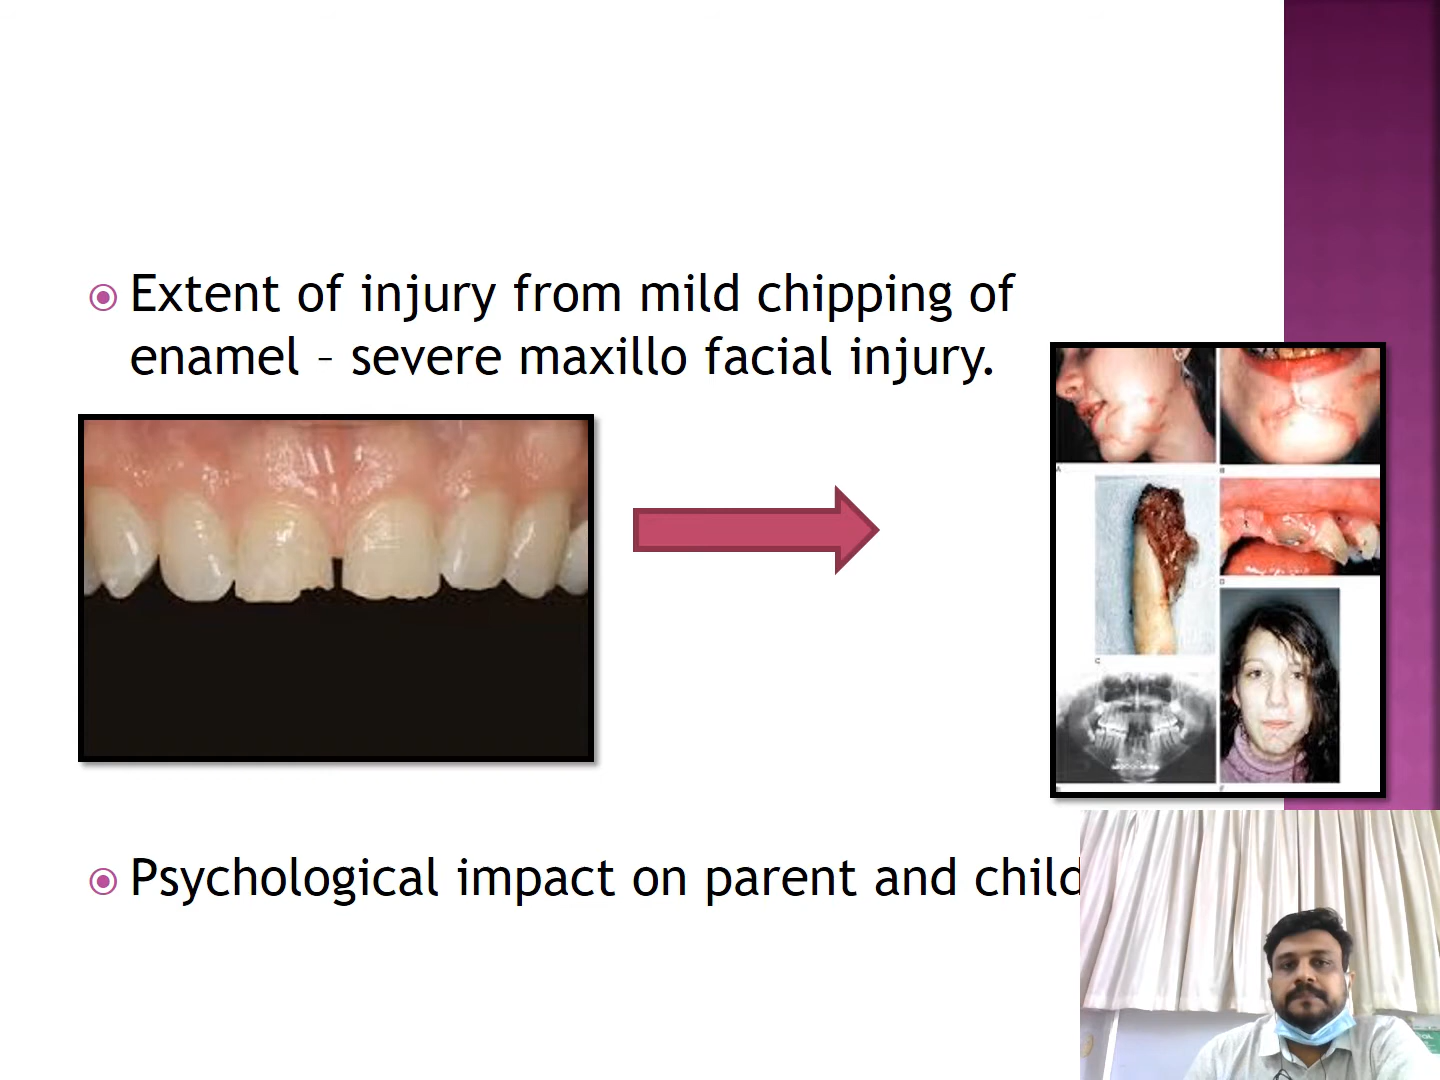 Extent of injury from mild chipping of
enamel – severe maxillo facial injury.
A
B
C
D
E
F
Psychological impact on parent and child